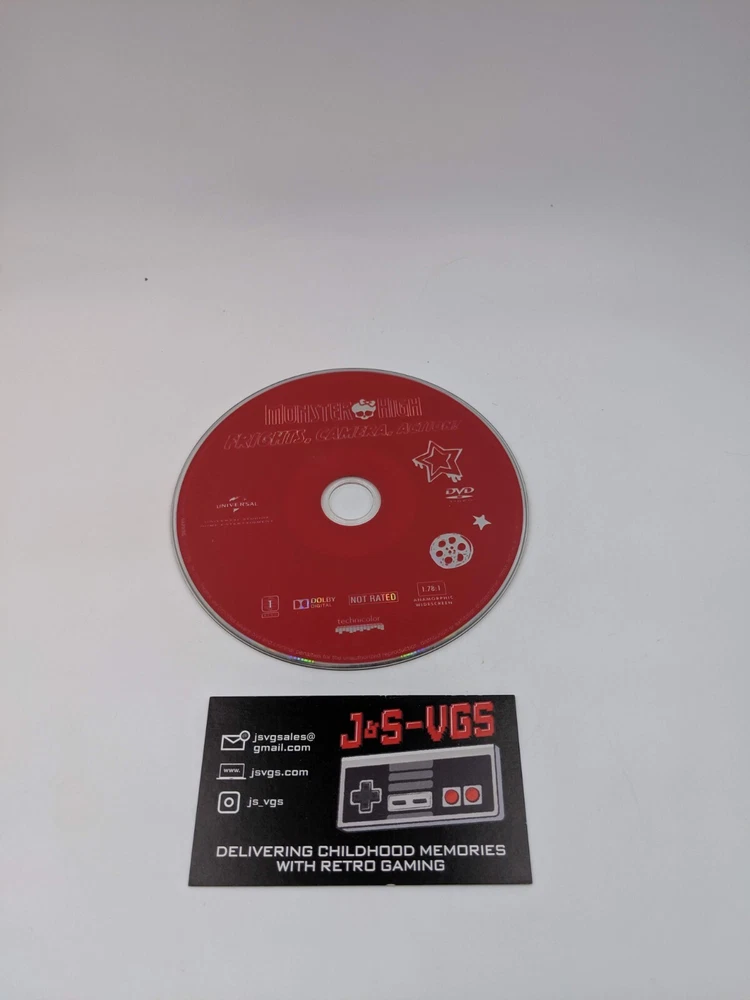 MONSTER HIGH
FRIGHTS, CAMERA, ACTION!
UNIVERSAL
DVD
1
DOLBY
DIGITAL
NOT RATED
1.78:1
ANAMORPHIC
WIDESCREEN
technicolor
J&S-VGS
jsvgsales@
gmail.com
www.
jsvgs.com
js_vgs
DELIVERING CHILDHOOD MEMORIES
WITH RETRO GAMING